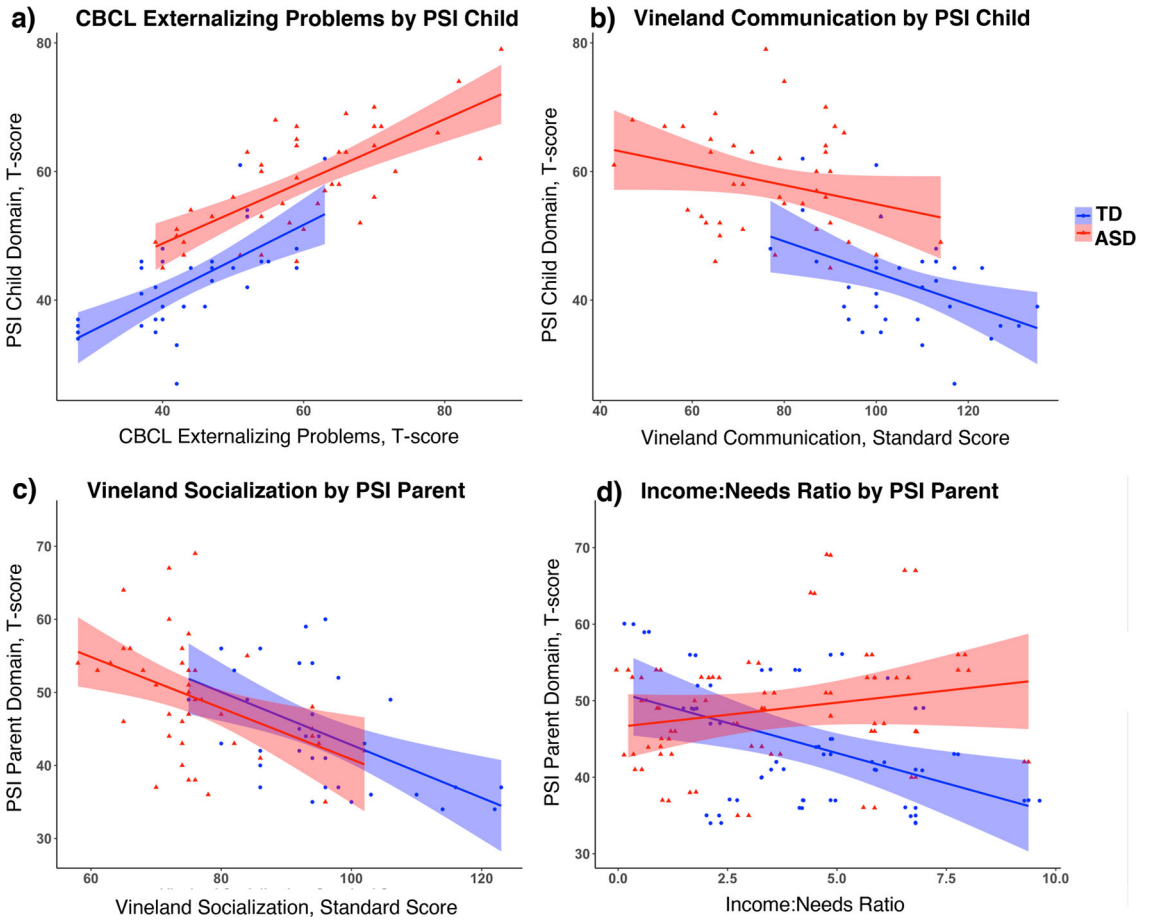 a) CBCL Externalizing Problems by PSI Child
80
60
40
PSI Child Domain, T-score
40 60 80
CBCL Externalizing Problems, T-score
b) Vineland Communication by PSI Child
80
60
40
PSI Child Domain, T-score
40 60 80 100 120
Vineland Communication, Standard Score
TD
ASD
c) Vineland Socialization by PSI Parent
70
60
50
40
30
PSI Parent Domain, T-score
60 80 100 120
Vineland Socialization, Standard Score
d) Income:Needs Ratio by PSI Parent
70
60
50
40
30
PSI Parent Domain, T-score
0.0 2.5 5.0 7.5 10.0
Income:Needs Ratio